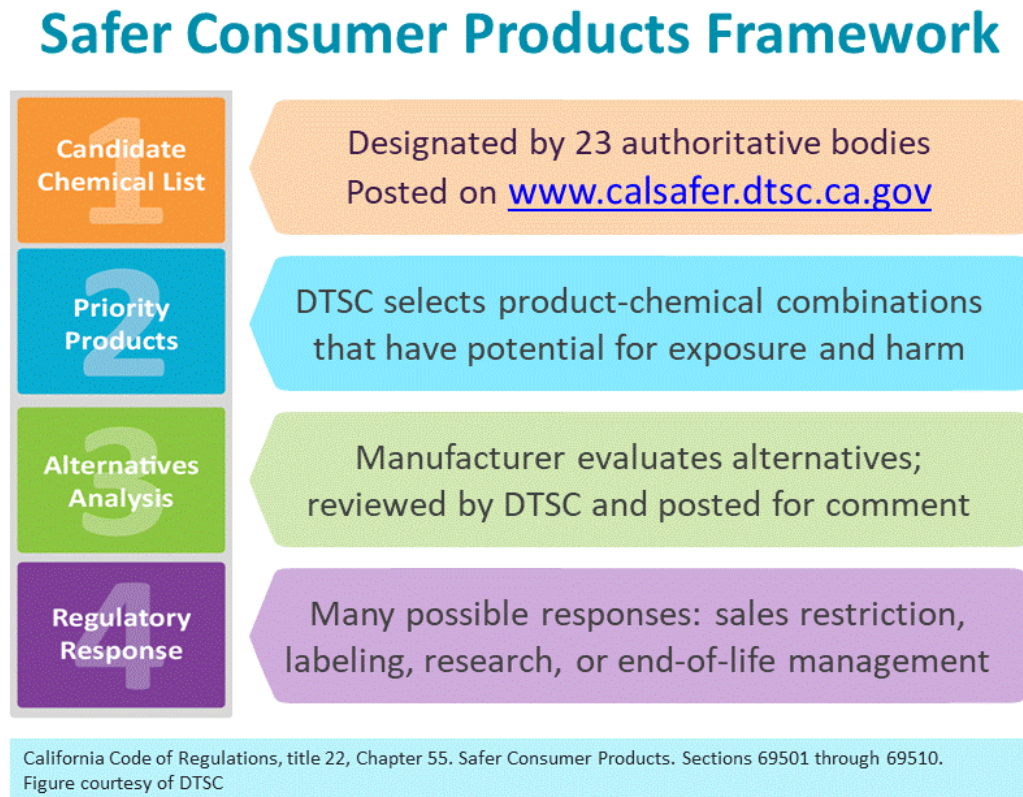 Safer Consumer Products Framework
1
Candidate
Chemical List
Designated by 23 authoritative bodies
Posted on www.calsafer.dtsc.ca.gov
2
Priority
Products
DTSC selects product-chemical combinations
that have potential for exposure and harm
3
Alternatives
Analysis
Manufacturer evaluates alternatives;
reviewed by DTSC and posted for comment
4
Regulatory
Response
Many possible responses: sales restriction,
labeling, research, or end-of-life management
California Code of Regulations, title 22, Chapter 55. Safer Consumer Products. Sections 69501 through 69510.
Figure courtesy of DTSC